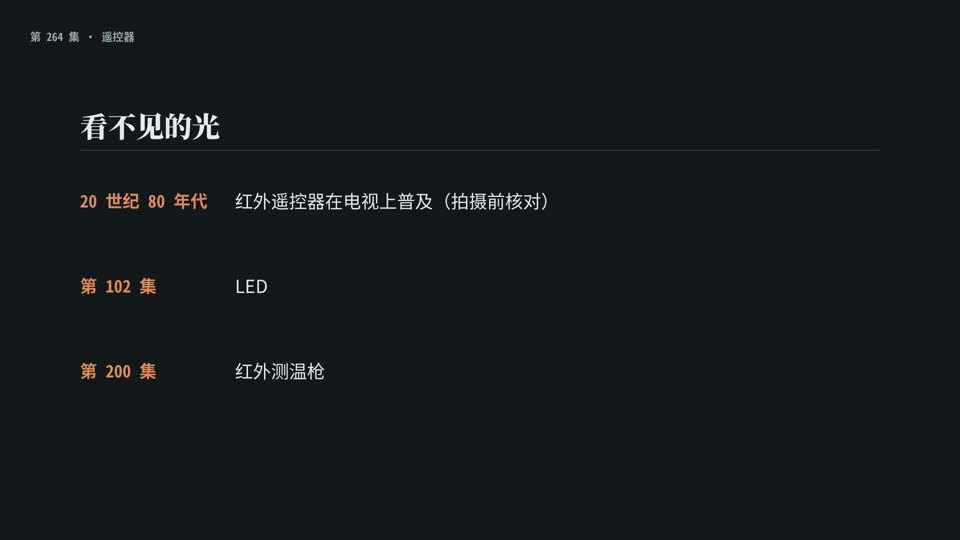 第 264 集 · 遥控器
看不见的光
20 世纪 80 年代 红外遥控器在电视上普及（拍摄前核对）
第 102 集 LED
第 200 集 红外测温枪